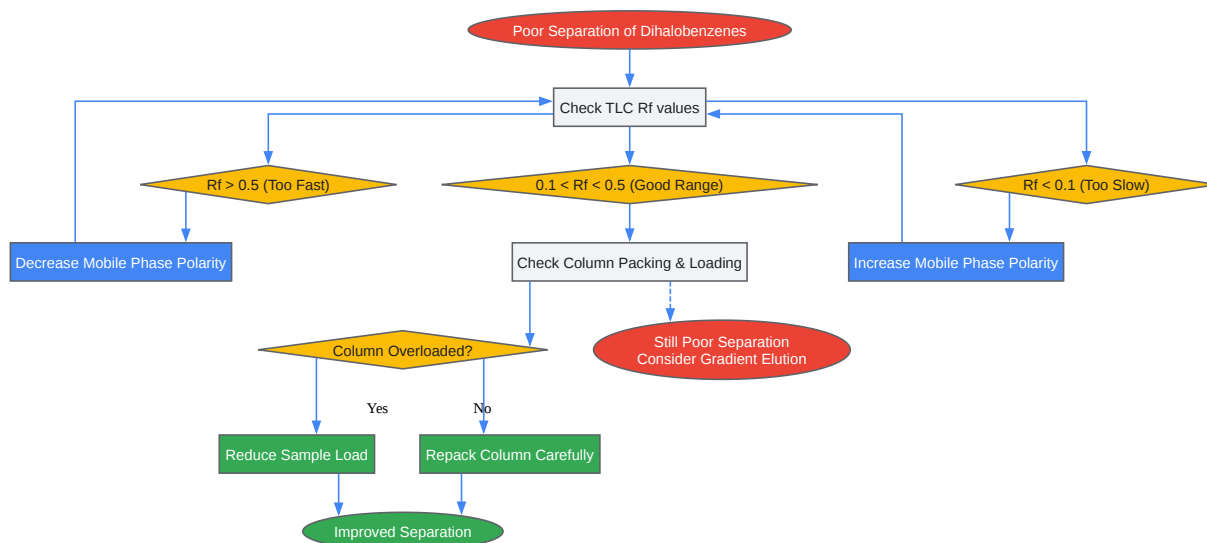 Poor Separation of Dihalobenzenes
Check TLC Rf values
Rf > 0.5 (Too Fast)
0.1 < Rf < 0.5 (Good Range)
Rf < 0.1 (Too Slow)
Decrease Mobile Phase Polarity
Check Column Packing & Loading
Increase Mobile Phase Polarity
Still Poor Separation
Consider Gradient Elution
Column Overloaded?
Yes
No
Reduce Sample Load
Repack Column Carefully
Improved Separation